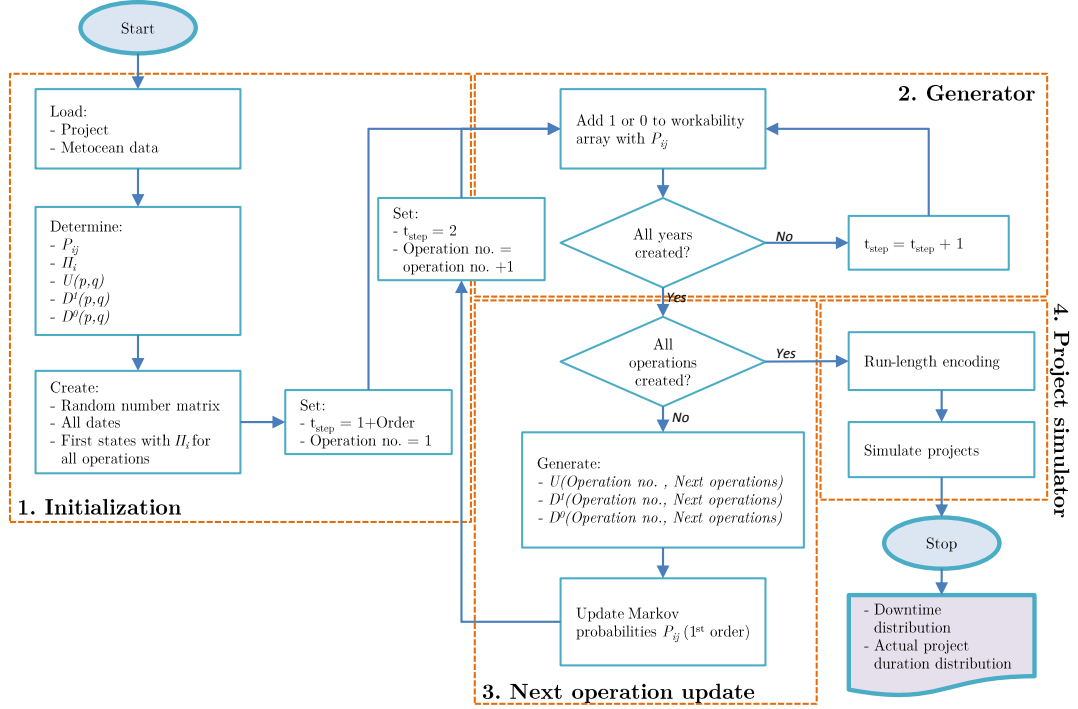 Start
Load:
- Project
- Metocean data
Determine:
- P_ij
- Π_i
- U(p,q)
- D¹(p,q)
- D⁰(p,q)
Create:
- Random number matrix
- All dates
- First states with Π_i for
all operations
Set:
- t_step = 1+Order
- Operation no. = 1
1. Initialization
Set:
- t_step = 2
- Operation no. =
operation no. +1
2. Generator
Add 1 or 0 to workability
array with P_ij
All years
created?
No
t_step = t_step + 1
Yes
All
operations
created?
Yes
No
Generate:
- U(Operation no. , Next operations)
- D¹(Operation no., Next operations)
- D⁰(Operation no., Next operations)
Update Markov
probabilities P_ij (1st order)
3. Next operation update
4. Project simulator
Run-length encoding
Simulate projects
Stop
- Downtime
distribution
- Actual project
duration distribution